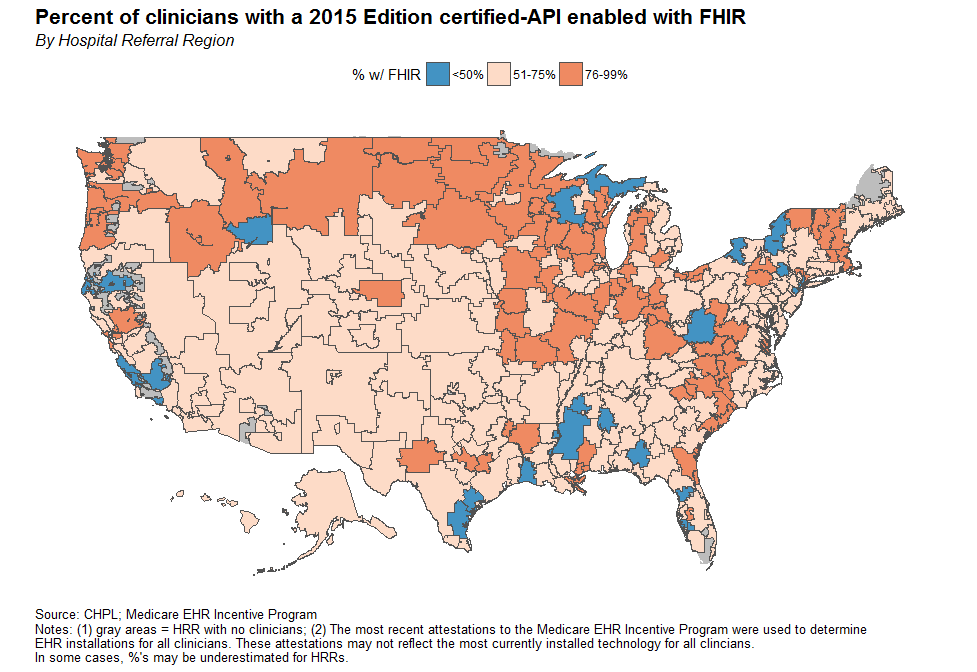 Percent of clinicians with a 2015 Edition certified-API enabled with FHIR
By Hospital Referral Region
% w/ FHIR <50% 51-75% 76-99%
Source: CHPL; Medicare EHR Incentive Program
Notes: (1) gray areas = HRR with no clinicians; (2) The most recent attestations to the Medicare EHR Incentive Program were used to determine
EHR installations for all clinicians. These attestations may not reflect the most currently installed technology for all clincians.
In some cases, %'s may be underestimated for HRRs.